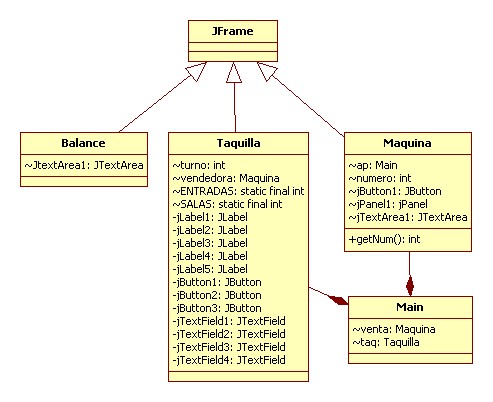 JFrame
Balance
~JtextArea1: JTextArea
Taquilla
~turno: int
~vendedora: Maquina
~ENTRADAS: static final int
~SALAS: static final int
-jLabel1: JLabel
-jLabel2: JLabel
-jLabel3: JLabel
-jLabel4: JLabel
-jLabel5: JLabel
-jButton1: JButton
-jButton2: JButton
-jButton3: JButton
-jTextField1: JTextField
-jTextField2: JTextField
-jTextField3: JTextField
-jTextField4: JTextField
Maquina
~ap: Main
~numero: int
~jButton1: JButton
~jPanel1: jPanel
~jTextArea1: JTextArea
+getNum(): int
Main
~venta: Maquina
~taq: Taquilla